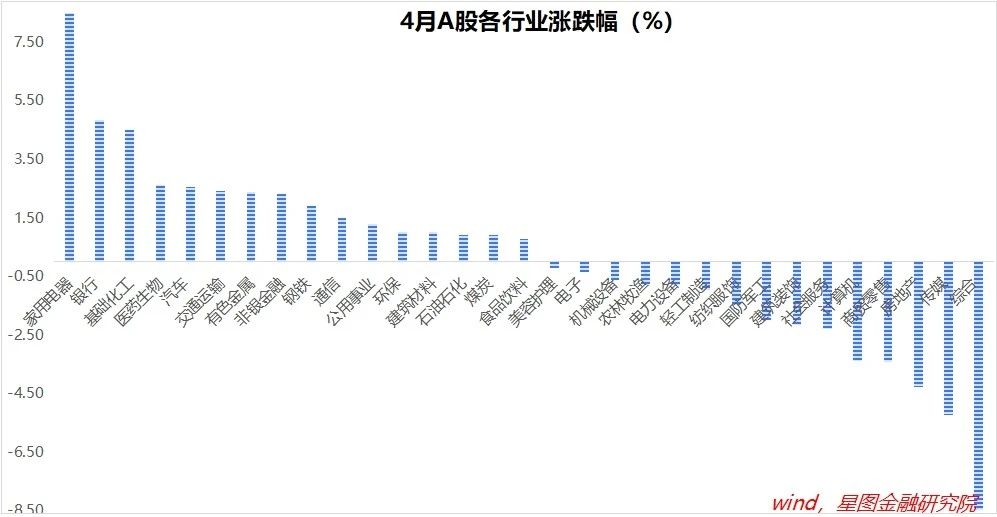 4月A股各行业涨跌幅（%）
7.50
5.50
3.50
1.50
-0.50
-2.50
-4.50
-6.50
-8.50
家用电器
银行
基础化工
医药生物
汽车
交通运输
有色金属
非银金融
钢铁
通信
公用事业
环保
建筑材料
石油石化
煤炭
食品饮料
美容护理
电子
机械设备
农林牧渔
电力设备
轻工制造
纺织服饰
国防军工
建筑装饰
社会服务
计算机
商贸零售
房地产
传媒
综合
wind，星图金融研究院